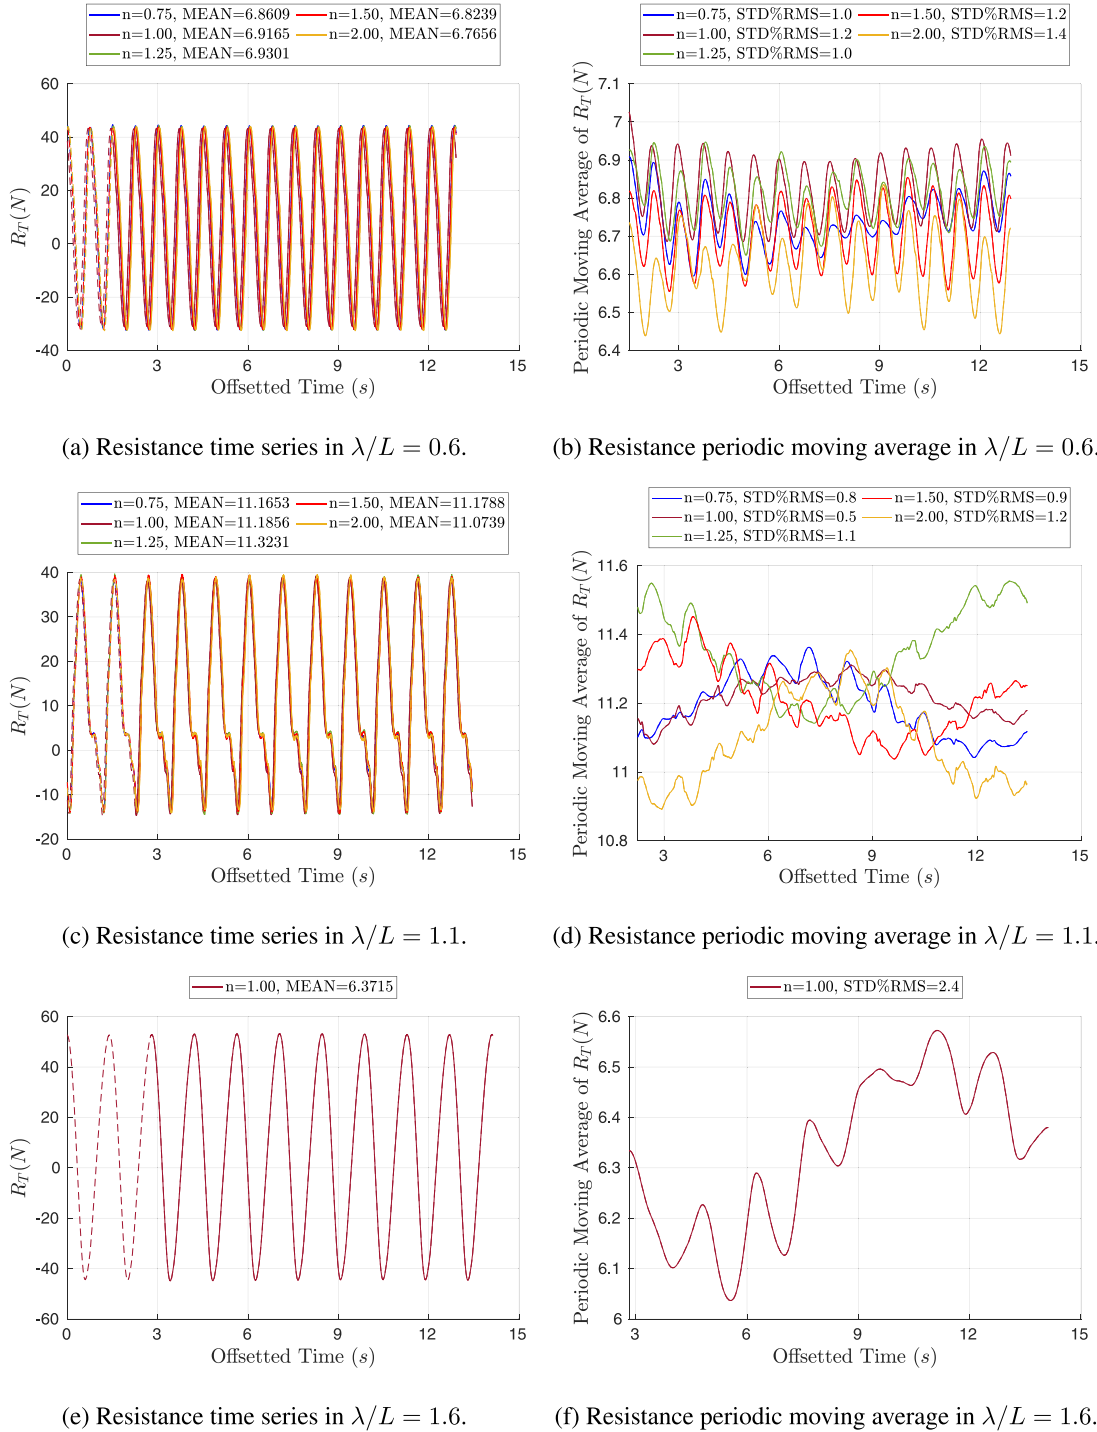 n=0.75, MEAN=6.8609 n=1.50, MEAN=6.8239
n=1.00, MEAN=6.9165 n=2.00, MEAN=6.7656
n=1.25, MEAN=6.9301
60
40
20
0
-20
-40
0 3 6 9 12 15
R_T(N)
Offsetted Time (s)
(a) Resistance time series in λ/L = 0.6.
n=0.75, STD%RMS=1.0 n=1.50, STD%RMS=1.2
n=1.00, STD%RMS=1.2 n=2.00, STD%RMS=1.4
n=1.25, STD%RMS=1.0
7.1
7
6.9
6.8
6.7
6.6
6.5
6.4
3 6 9 12 15
Periodic Moving Average of R_T(N)
Offsetted Time (s)
(b) Resistance periodic moving average in λ/L = 0.6.
n=0.75, MEAN=11.1653 n=1.50, MEAN=11.1788
n=1.00, MEAN=11.1856 n=2.00, MEAN=11.0739
n=1.25, MEAN=11.3231
40
30
20
10
0
-10
-20
0 3 6 9 12 15
R_T(N)
Offsetted Time (s)
(c) Resistance time series in λ/L = 1.1.
n=0.75, STD%RMS=0.8 n=1.50, STD%RMS=0.9
n=1.00, STD%RMS=0.5 n=2.00, STD%RMS=1.2
n=1.25, STD%RMS=1.1
11.6
11.4
11.2
11
10.8
3 6 9 12 15
Periodic Moving Average of R_T(N)
Offsetted Time (s)
(d) Resistance periodic moving average in λ/L = 1.1.
n=1.00, MEAN=6.3715
60
40
20
0
-20
-40
-60
0 3 6 9 12 15
R_T(N)
Offsetted Time (s)
(e) Resistance time series in λ/L = 1.6.
n=1.00, STD%RMS=2.4
6.6
6.5
6.4
6.3
6.2
6.1
6
3 6 9 12 15
Periodic Moving Average of R_T(N)
Offsetted Time (s)
(f) Resistance periodic moving average in λ/L = 1.6.